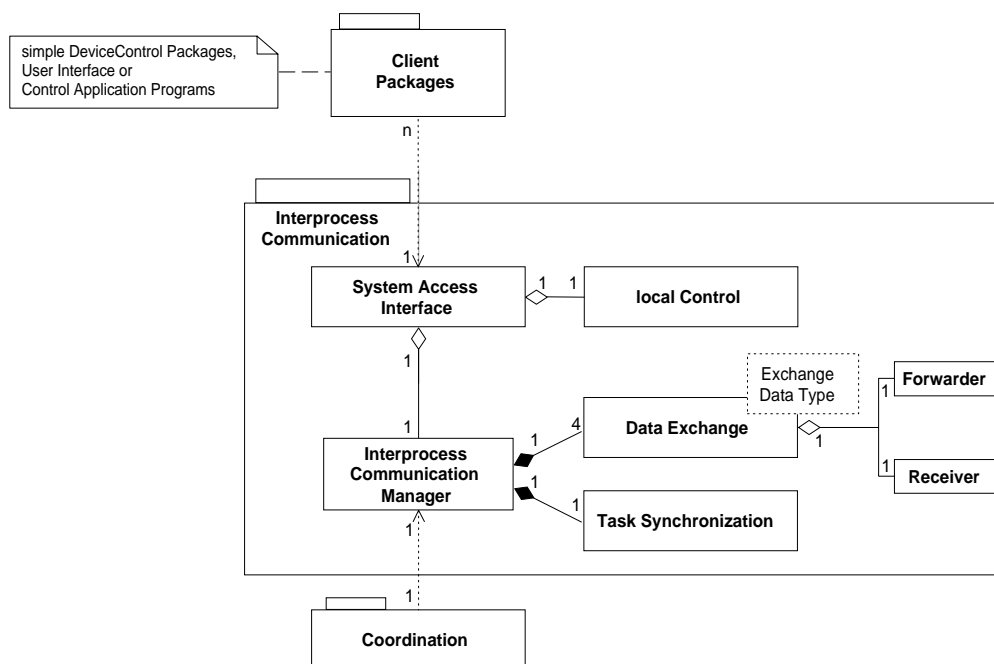 simple DeviceControl Packages,
User Interface or
Control Application Programs
Client
Packages
n
Interprocess
Communication
1
System Access
Interface
1
1
local Control
1
1
Exchange
Data Type
Forwarder
1
Data Exchange
1
4
1
1
Receiver
Interprocess
Communication
Manager
1
1
Task Synchronization
1
1
Coordination